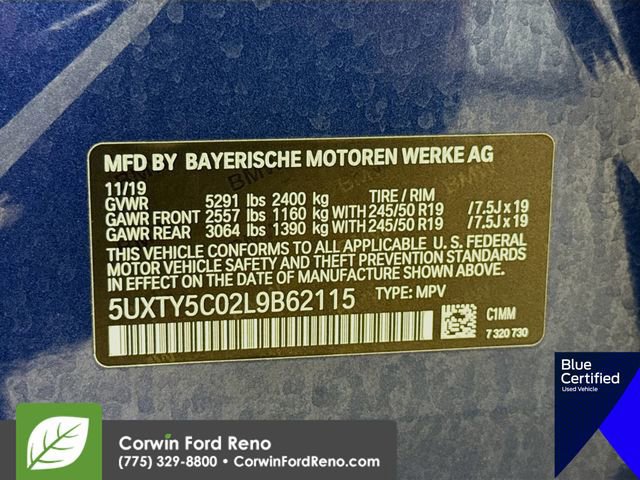 MFD BY BAYERISCHE MOTOREN WERKE AG
11/19
GVWR 5291 lbs 2400 kg TIRE / RIM
GAWR FRONT 2557 lbs 1160 kg WITH 245/50 R19 / 7.5J x 19
GAWR REAR 3064 lbs 1390 kg WITH 245/50 R19 / 7.5J x 19
THIS VEHICLE CONFORMS TO ALL APPLICABLE U. S. FEDERAL
MOTOR VEHICLE SAFETY AND THEFT PREVENTION STANDARDS
IN EFFECT ON THE DATE OF MANUFACTURE SHOWN ABOVE.
5UXTY5C02L9B62115 TYPE: MPV
C1MM
7 320 730
Blue
Certified
Used Vehicle
Corwin Ford Reno
(775) 329-8800 • CorwinFordReno.com